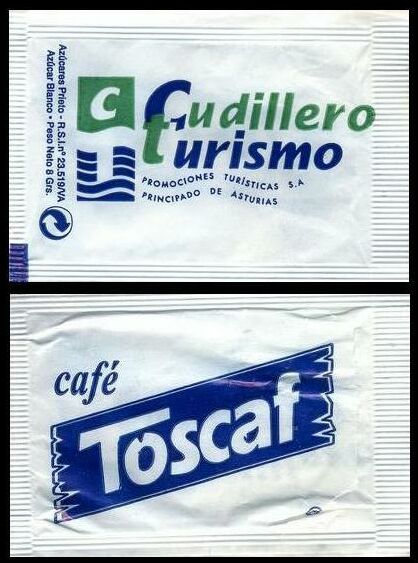 Azúcares Prieto - R.S.I.nº 23.519/VA
Azúcar Blanco • Peso Neto 8 Grs.
C
Cudillero
turismo
PROMOCIONES TURÍSTICAS S.A
PRINCIPADO DE ASTURIAS
café
Toscaf